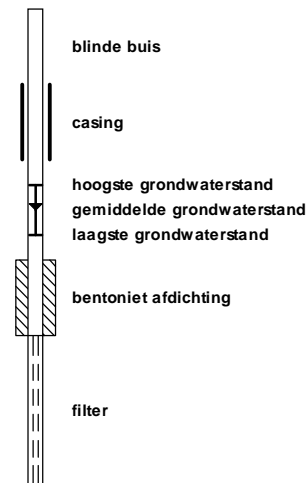 blinde buis
casing
hoogste grondwaterstand
gemiddelde grondwaterstand
laagste grondwaterstand
bentoniet afdichting
filter